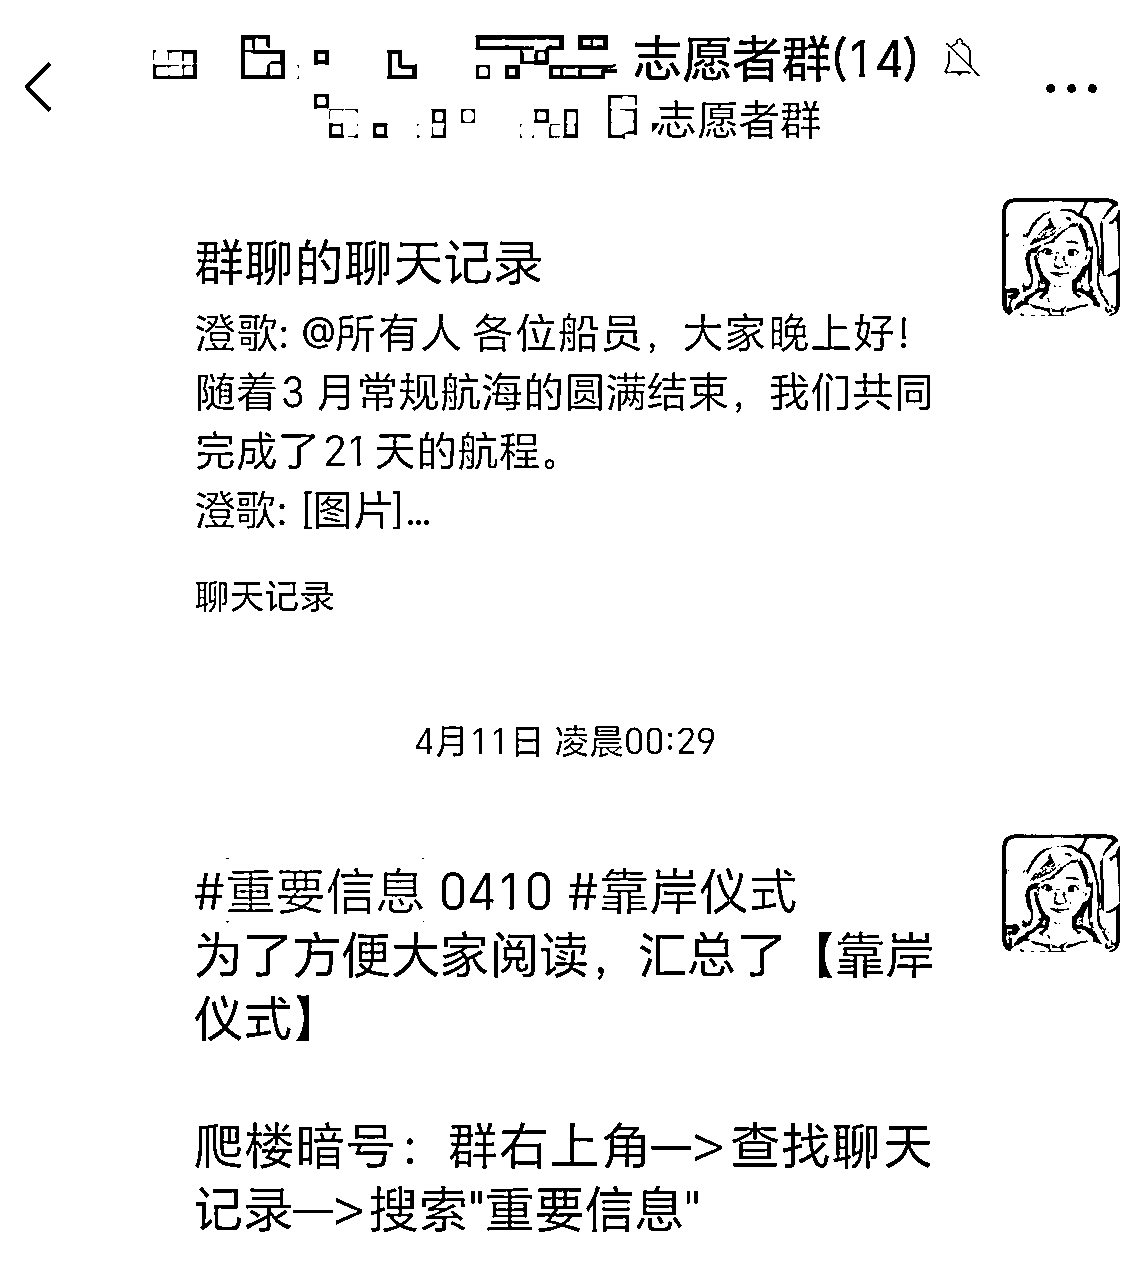 志愿者群(14)
志愿者群
群聊的聊天记录
澄歌: @所有人 各位船员，大家晚上好！
随着3 月常规航海的圆满结束，我们共同
完成了21 天的航程。
澄歌: [图片]...
聊天记录
4月11日 凌晨00:29
#重要信息 0410 #靠岸仪式
为了方便大家阅读，汇总了【靠岸
仪式】
爬楼暗号：群右上角—>查找聊天
记录—>搜索"重要信息"